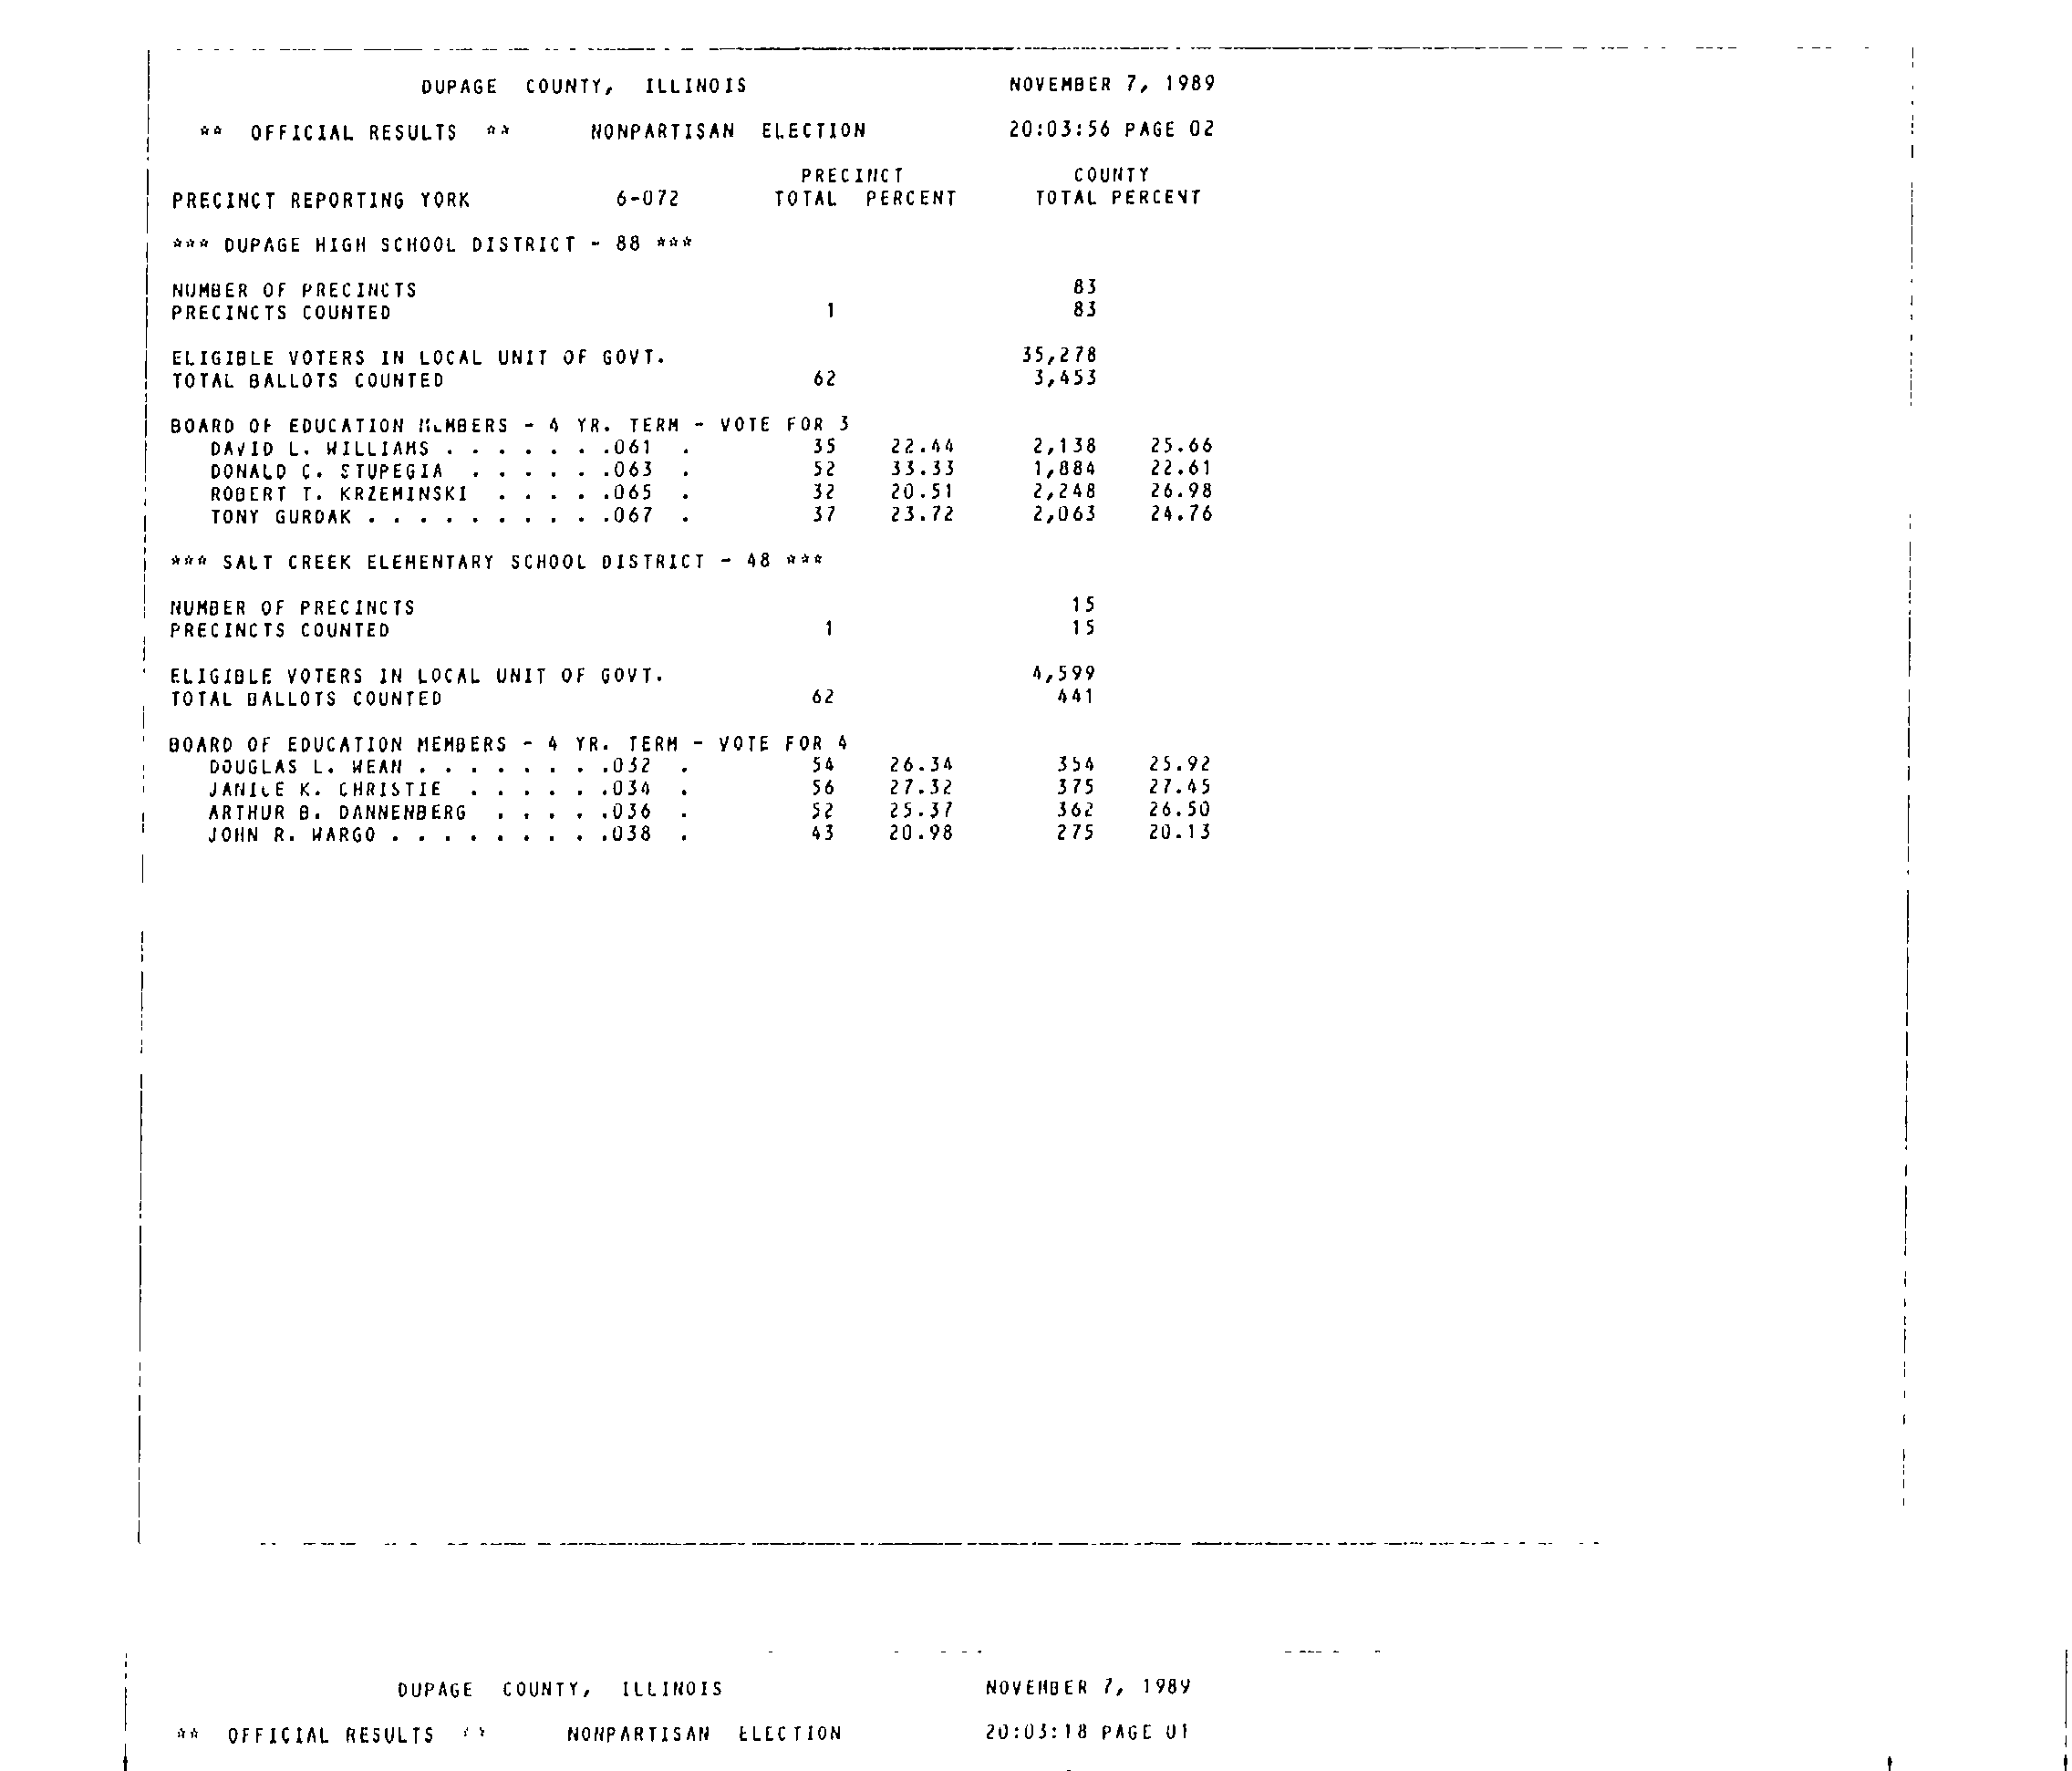 DUPAGE COUNTY, ILLINOIS NOVEMBER 7, 1989
** OFFICIAL RESULTS ** NONPARTISAN ELECTION 20:03:56 PAGE 02
PRECINCT COUNTY
PRECINCT REPORTING YORK 6-072 TOTAL PERCENT TOTAL PERCENT
*** DUPAGE HIGH SCHOOL DISTRICT - 88 ***
NUMBER OF PRECINCTS 83
PRECINCTS COUNTED 1 83
ELIGIBLE VOTERS IN LOCAL UNIT OF GOVT. 35,278
TOTAL BALLOTS COUNTED 62 3,453
BOARD OF EDUCATION MEMBERS - 4 YR. TERM - VOTE FOR 3
DAVID L. WILLIAMS . . . . . . .061 . 35 22.44 2,138 25.66
DONALD C. STUPEGIA . . . . . .063 . 52 33.33 1,884 22.61
ROBERT T. KRZEMINSKI . . . . .065 . 32 20.51 2,248 26.98
TONY GURDAK . . . . . . . . . .067 . 37 23.72 2,063 24.76
*** SALT CREEK ELEMENTARY SCHOOL DISTRICT - 48 ***
NUMBER OF PRECINCTS 15
PRECINCTS COUNTED 1 15
ELIGIBLE VOTERS IN LOCAL UNIT OF GOVT. 4,599
TOTAL BALLOTS COUNTED 62 441
BOARD OF EDUCATION MEMBERS - 4 YR. TERM - VOTE FOR 4
DOUGLAS L. WEAN . . . . . . . .032 . 54 26.34 354 25.92
JANICE K. CHRISTIE . . . . . .034 . 56 27.32 375 27.45
ARTHUR B. DANNENBERG . . . . .036 . 52 25.37 362 26.50
JOHN R. WARGO . . . . . . . . .038 . 43 20.98 275 20.13
DUPAGE COUNTY, ILLINOIS NOVEMBER 7, 1989
** OFFICIAL RESULTS ** NONPARTISAN ELECTION 20:03:18 PAGE 01